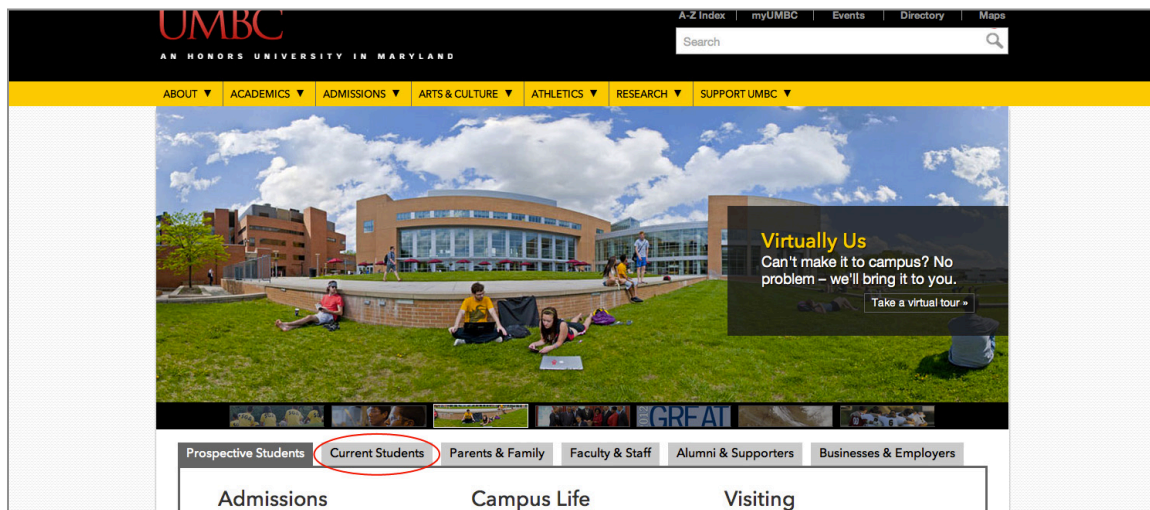 UMBC
AN HONORS UNIVERSITY IN MARYLAND
A-Z Index | myUMBC | Events | Directory | Maps
Search
ABOUT ▼ ACADEMICS ▼ ADMISSIONS ▼ ARTS & CULTURE ▼ ATHLETICS ▼ RESEARCH ▼ SUPPORT UMBC ▼
Virtually Us
Can't make it to campus? No
problem – we'll bring it to you.
Take a virtual tour »
GREAT
Prospective Students Current Students Parents & Family Faculty & Staff Alumni & Supporters Businesses & Employers
Admissions Campus Life Visiting